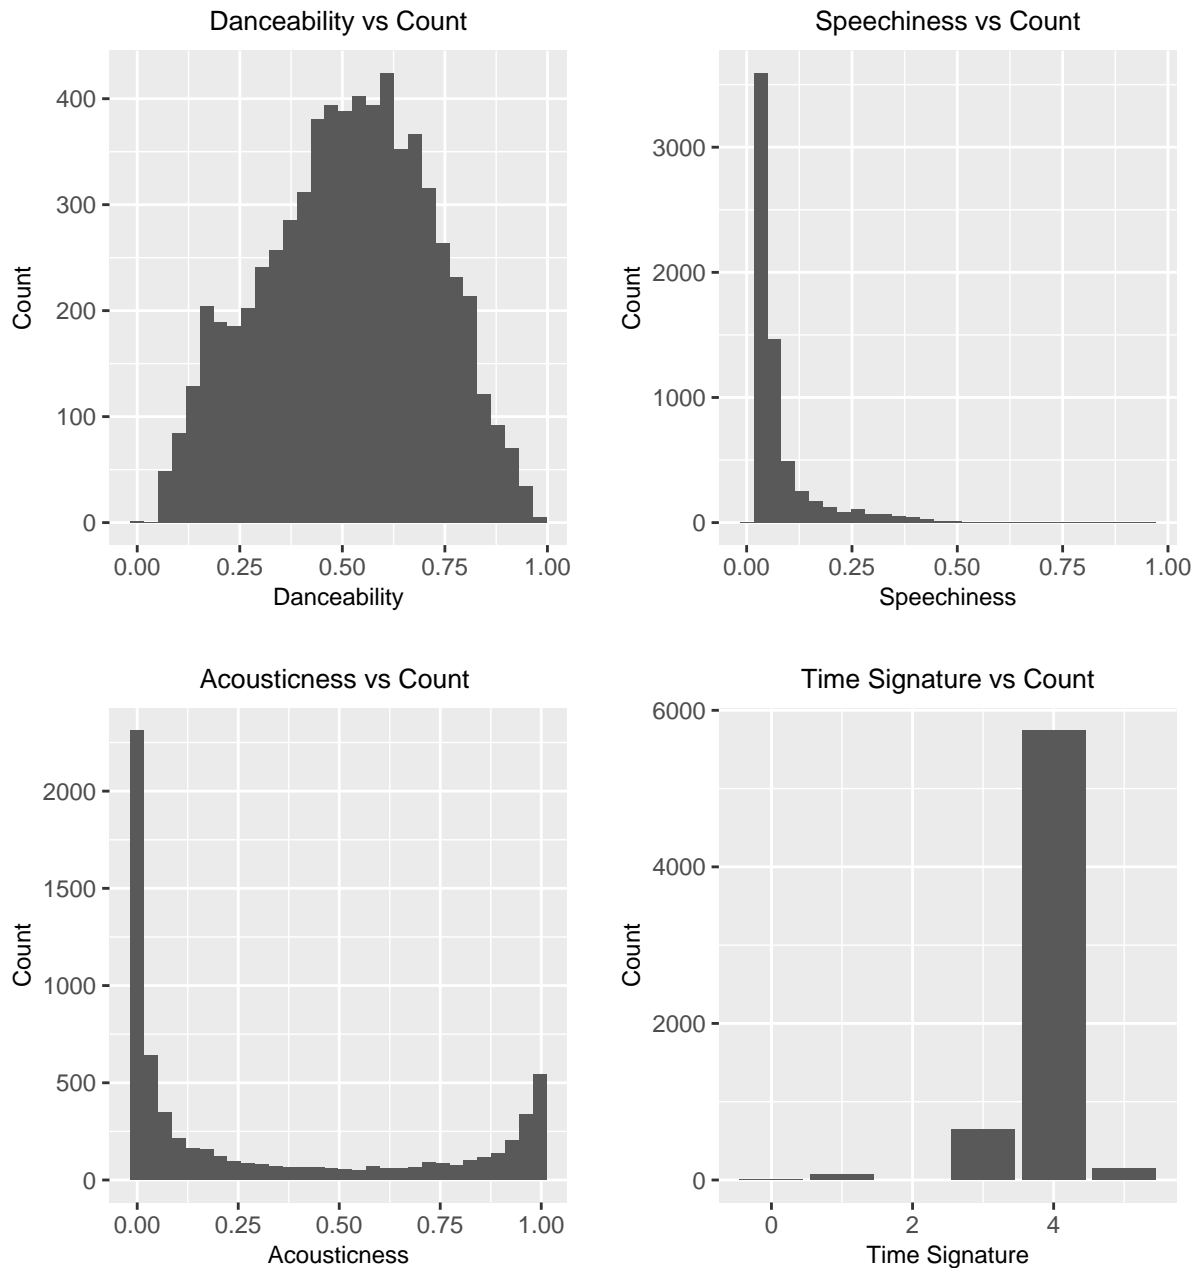 Danceability vs Count
Count
400
300
200
100
0
0.00 0.25 0.50 0.75 1.00
Danceability
Speechiness vs Count
Count
3000
2000
1000
0
0.00 0.25 0.50 0.75 1.00
Speechiness
Acousticness vs Count
Count
2000
1500
1000
500
0
0.00 0.25 0.50 0.75 1.00
Acousticness
Time Signature vs Count
Count
6000
4000
2000
0
0 2 4
Time Signature